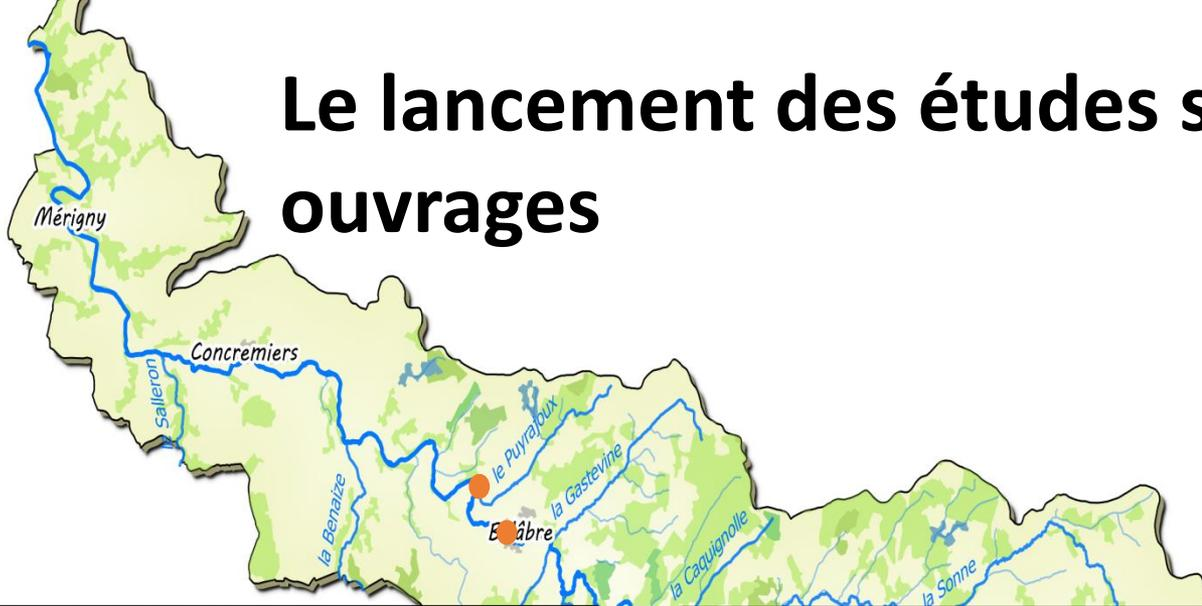 Le lancement des études s
ouvrages
Mérigny
Concremiers
le Salleron
le Puyrajoux
la Gastevine
la Benaize
la Caquignolle
la Sonne